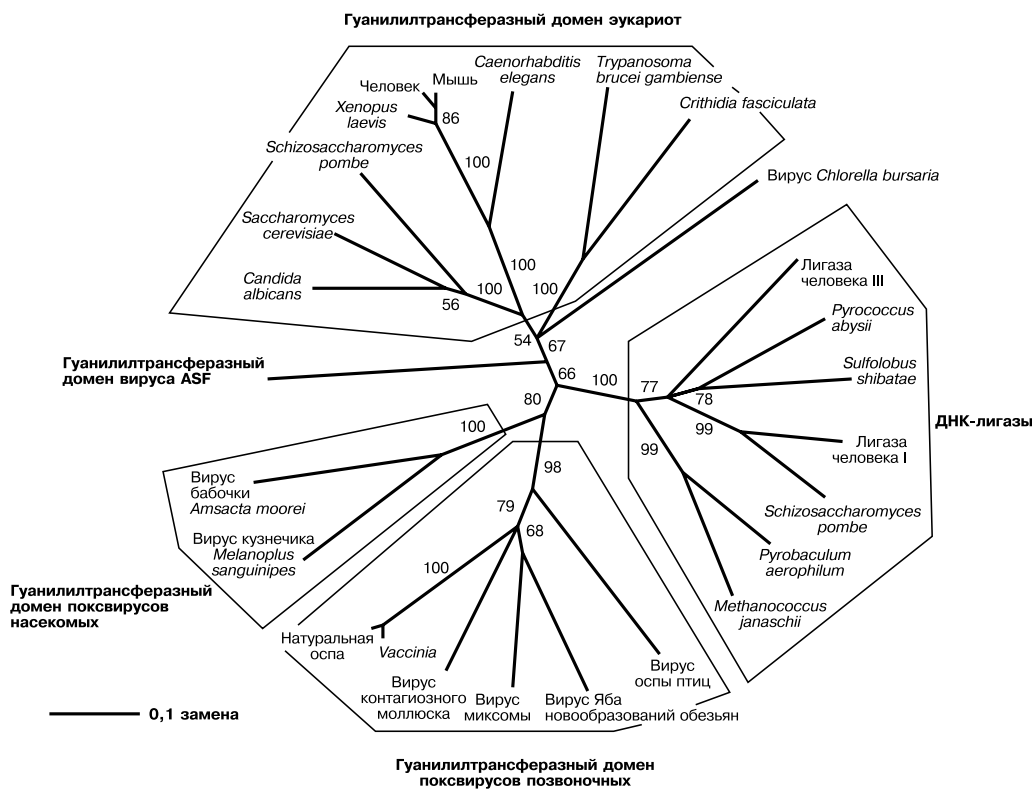 Гуанилилтрансферазный домен эукариот
Caenorhabditis
elegans
Trypanosoma
brucei gambiense
Человек
Мышь
Crithidia fasciculata
Xenopus
laevis
86
Schizosaccharomyces
pombe
100
Вирус Chlorella bursaria
Saccharomyces
cerevisiae
100
Candida
albicans
100
100
56
54
67
Лигаза
человека III
Pyrococcus
abysii
Sulfolobus
shibatae
Гуанилилтрансферазный
домен вируса ASF
66
100
77
78
80
99
99
100
ДНК-лигазы
Лигаза
человека I
Вирус
бабочки
Amsacta moorei
98
79
68
Schizosaccharomyces
pombe
Вирус кузнечика
Melanoplus
sanguinipes
Pyrobaculum
aerophilum
100
Гуанилилтрансферазный
домен поксвирусов
насекомых
Methanococcus
janaschii
Натуральная
оспа
Vaccinia
Вирус
оспы птиц
Вирус
контагиозного
моллюска
Вирус
миксомы
Вирус Яба
новообразований обезьян
0,1 замена
Гуанилилтрансферазный домен
поксвирусов позвоночных